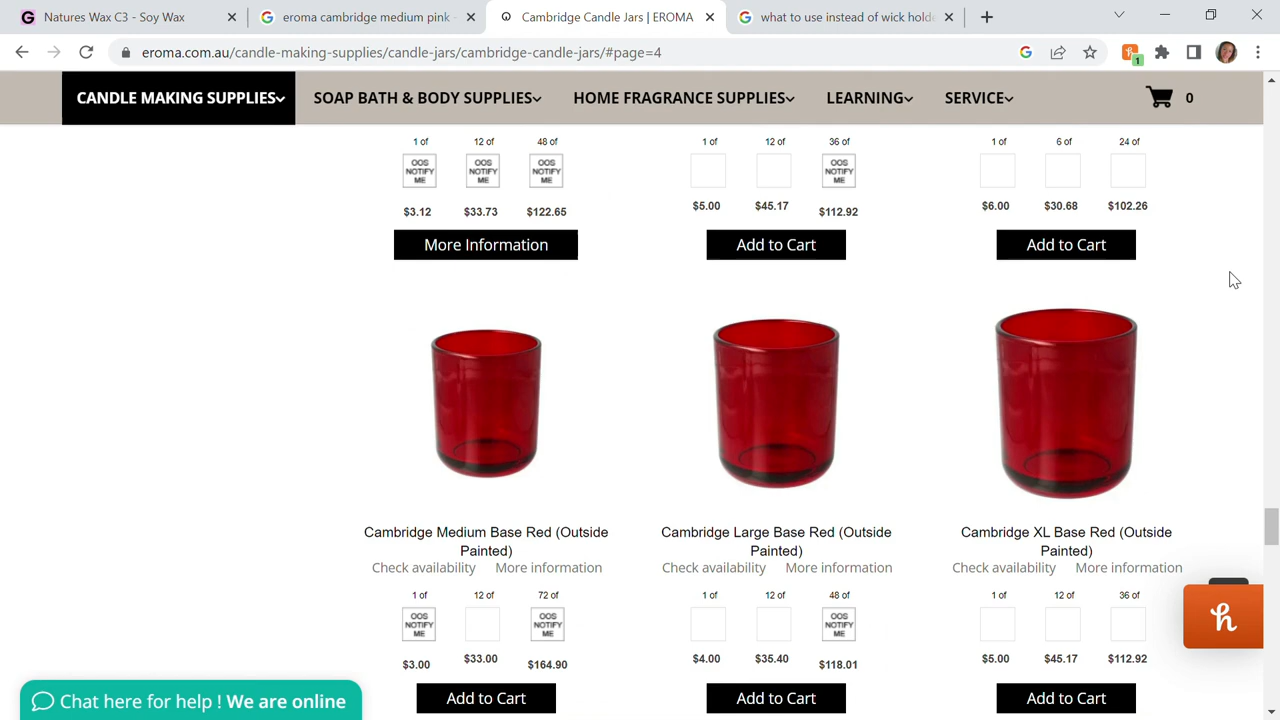 Natures Wax C3 - Soy Wax
eroma cambridge medium pink -
Cambridge Candle Jars | EROMA
what to use instead of wick hold
eroma.com.au/candle-making-supplies/candle-jars/cambridge-candle-jars/#page=4
1
CANDLE MAKING SUPPLIES
SOAP BATH & BODY SUPPLIES
HOME FRAGRANCE SUPPLIES
LEARNING
SERVICE
0
1 of 12 of 48 of
OOS NOTIFY ME OOS NOTIFY ME OOS NOTIFY ME
$3.12 $33.73 $122.65
More Information
1 of 12 of 36 of
OOS NOTIFY ME
$5.00 $45.17 $112.92
Add to Cart
1 of 6 of 24 of
$6.00 $30.68 $102.26
Add to Cart
Cambridge Medium Base Red (Outside
Painted)
Check availability More information
1 of 12 of 72 of
OOS NOTIFY ME OOS NOTIFY ME
$3.00 $33.00 $164.90
Add to Cart
Cambridge Large Base Red (Outside
Painted)
Check availability More information
1 of 12 of 48 of
OOS NOTIFY ME
$4.00 $35.40 $118.01
Add to Cart
Cambridge XL Base Red (Outside
Painted)
Check availability More information
1 of 12 of 36 of
$5.00 $45.17 $112.92
Add to Cart
h
Chat here for help ! We are online